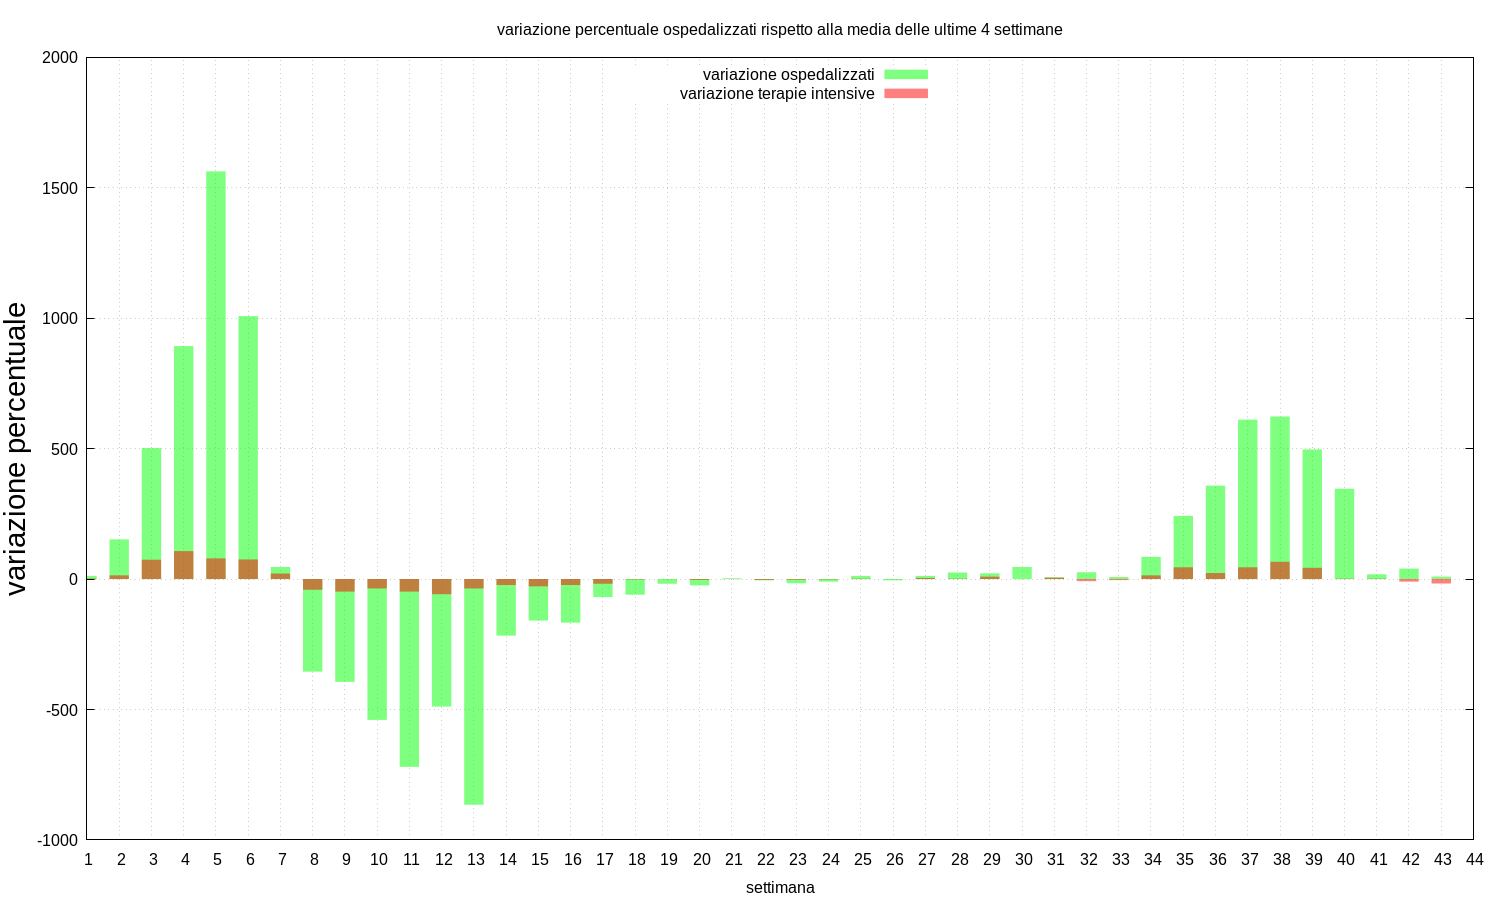 variazione percentuale ospedalizzati rispetto alla media delle ultime 4 settimane
variazione ospedalizzati
variazione terapie intensive
2000
1500
1000
500
0
-500
-1000
variazione percentuale
1 2 3 4 5 6 7 8 9 10 11 12 13 14 15 16 17 18 19 20 21 22 23 24 25 26 27 28 29 30 31 32 33 34 35 36 37 38 39 40 41 42 43 44
settimana